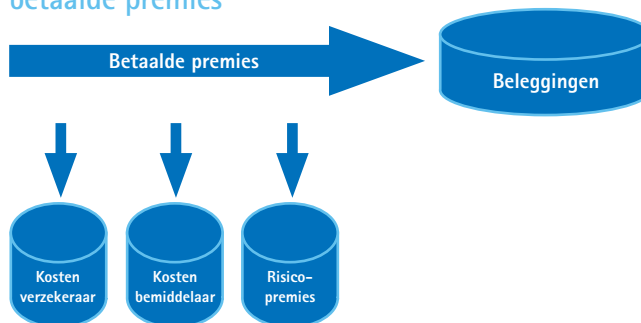 betaalde premies
Betaalde premies
Beleggingen
Kosten
verzekeraar
Kosten
bemiddelaar
Risico-
premies